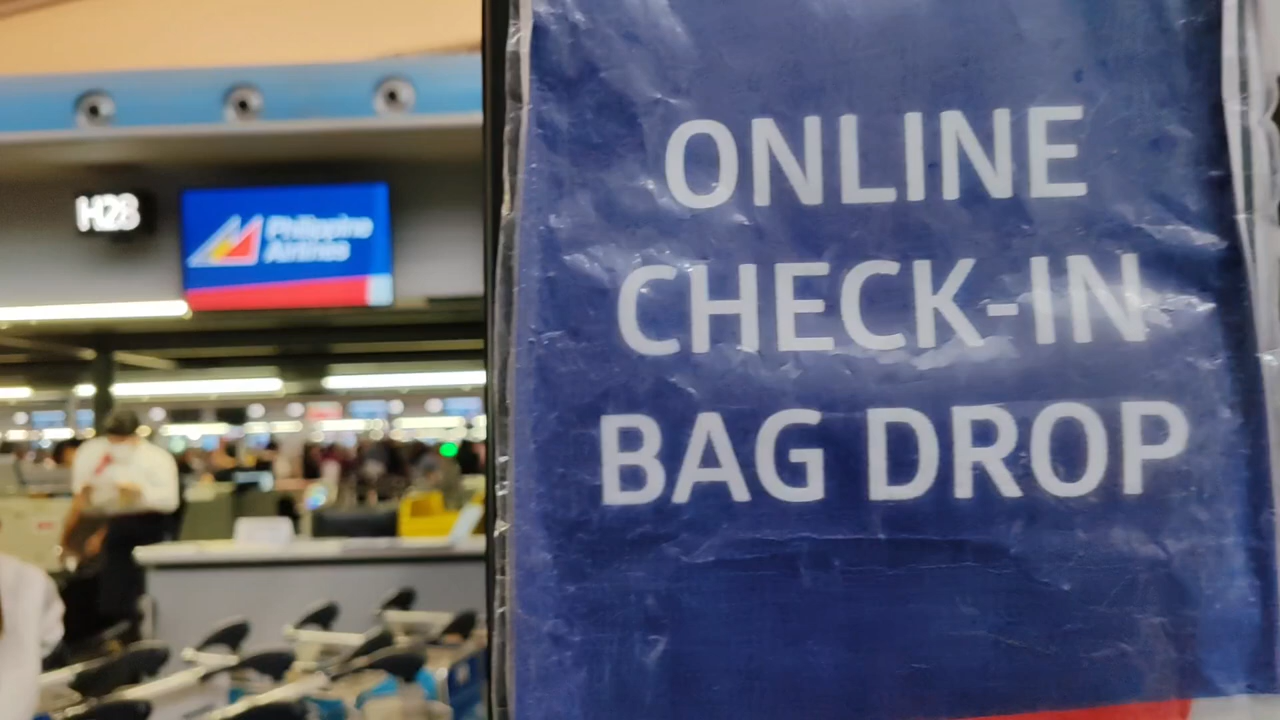 H28
Philippine
Airlines
ONLINE
CHECK-IN
BAG DROP